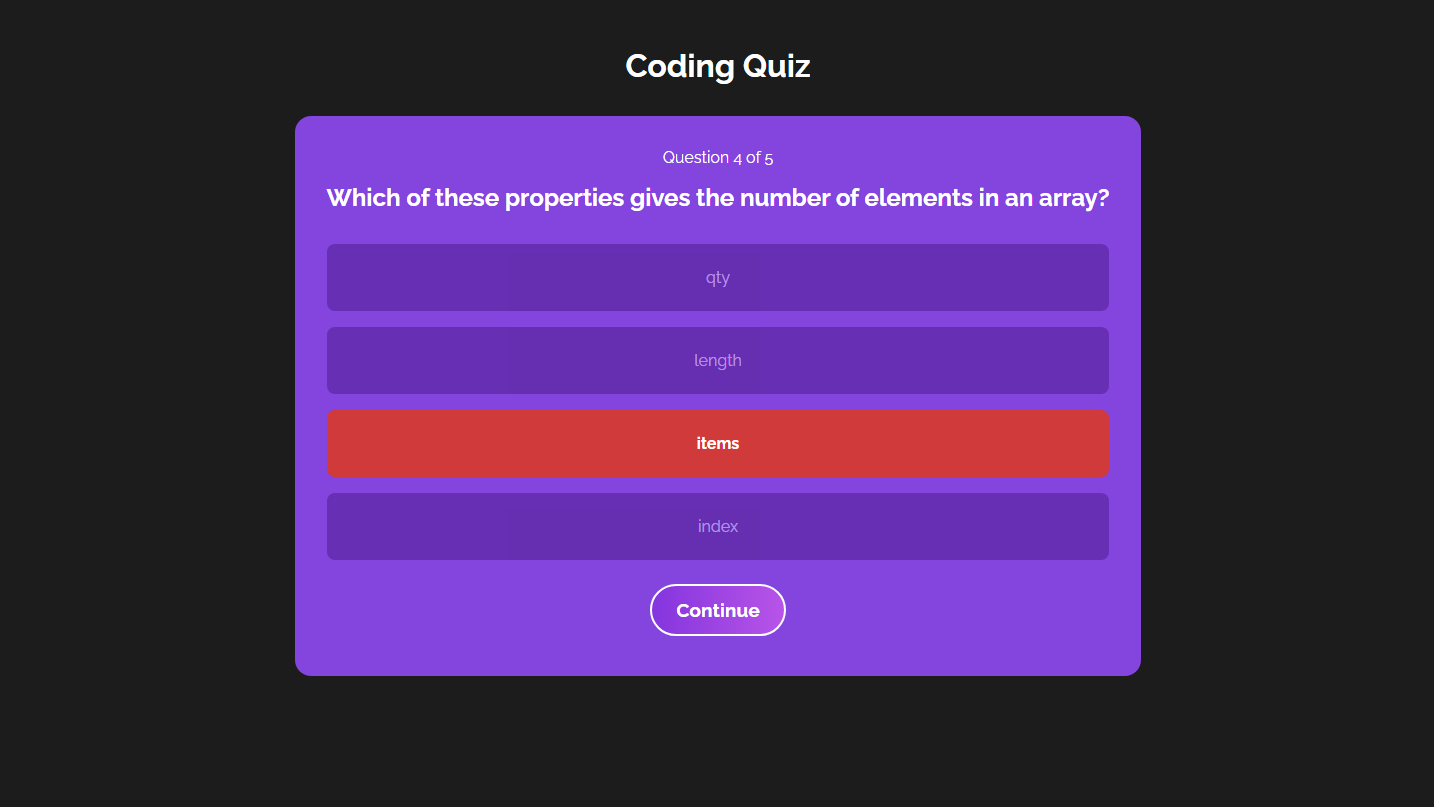 Coding Quiz
Question 4 of 5
Which of these properties gives the number of elements in an array?
qty
length
items
index
Continue